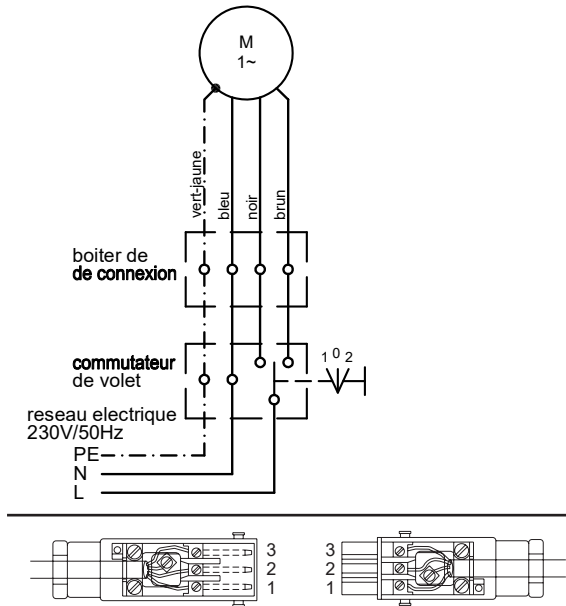 M
1~
vert-jaune
bleu
noir
brun
boiter de
de connexion
1 0 2
commutateur
de volet
reseau electrique
230V/50Hz
PE
N
L
3
2
1
3
2
1